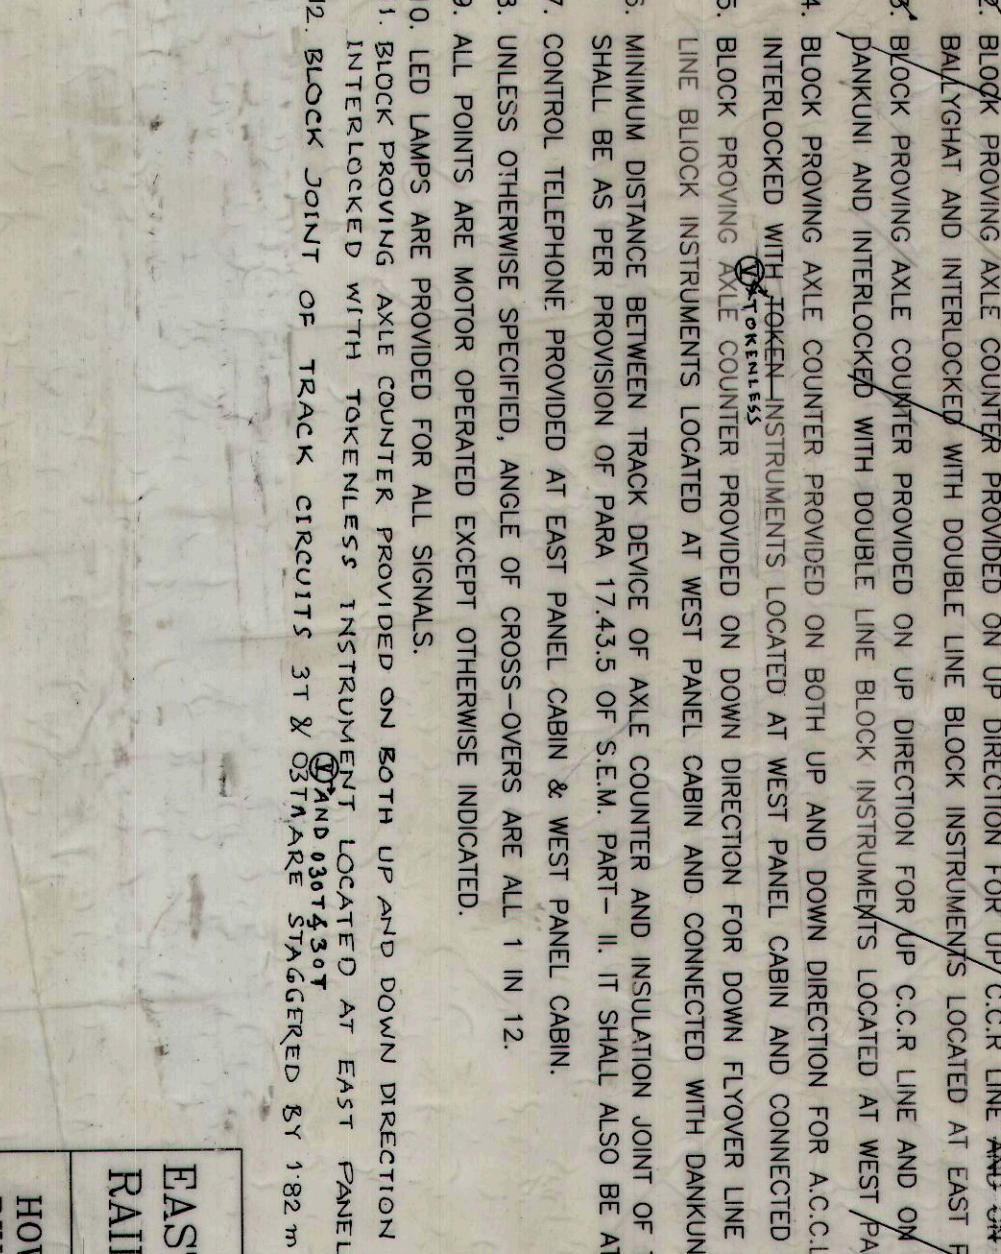 2. BLOCK PROVING AXLE COUNTER PROVIDED ON UP DIRECTION FOR UP C.C.R LINE AND ON
BALLYGHAT AND INTERLOCKED WITH DOUBLE LINE BLOCK INSTRUMENTS LOCATED AT EAST
3. BLOCK PROVING AXLE COUNTER PROVIDED ON UP DIRECTION FOR UP C.C.R LINE AND ON
DANKUNI AND INTERLOCKED WITH DOUBLE LINE BLOCK INSTRUMENTS LOCATED AT WEST PA
4. BLOCK PROVING AXLE COUNTER PROVIDED ON BOTH UP AND DOWN DIRECTION FOR A.C.C.
INTERLOCKED WITH TOKEN INSTRUMENTS LOCATED AT WEST PANEL CABIN AND CONNECTED
V TOKENLESS
5. BLOCK PROVING AXLE COUNTER PROVIDED ON DOWN DIRECTION FOR DOWN FLYOVER LINE
LINE BLIOCK INSTRUMENTS LOCATED AT WEST PANEL CABIN AND CONNECTED WITH DANKUN
6. MINIMUM DISTANCE BETWEEN TRACK DEVICE OF AXLE COUNTER AND INSULATION JOINT OF
SHALL BE AS PER PROVISION OF PARA 17.43.5 OF S.E.M. PART- II. IT SHALL ALSO BE AT
7. CONTROL TELEPHONE PROVIDED AT EAST PANEL CABIN & WEST PANEL CABIN.
8. UNLESS OTHERWISE SPECIFIED, ANGLE OF CROSS-OVERS ARE ALL 1 IN 12.
9. ALL POINTS ARE MOTOR OPERATED EXCEPT OTHERWISE INDICATED.
10. LED LAMPS ARE PROVIDED FOR ALL SIGNALS.
11. BLOCK PROVING AXLE COUNTER PROVIDED ON BOTH UP AND DOWN DIRECTION
INTERLOCKED WITH TOKENLESS INSTRUMENT LOCATED AT EAST PANEL
V AND 030T & 30T
12. BLOCK JOINT OF TRACK CIRCUITS 3T & 03T ARE STAGGERED BY 1.82 m
EAS
RAI
HOW